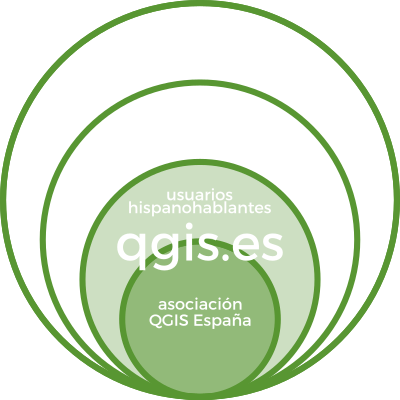 usuarios
hispanohablantes
qgis.es
asociación
QGIS España